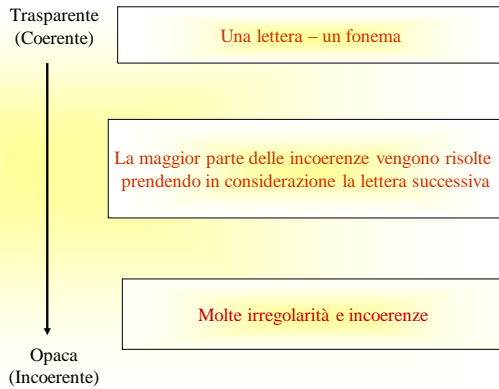 Trasparente
(Coerente)
Una lettera – un fonema
La maggior parte delle incoerenze vengono risolte
prendendo in considerazione la lettera successiva
Molte irregolarità e incoerenze
Opaca
(Incoerente)